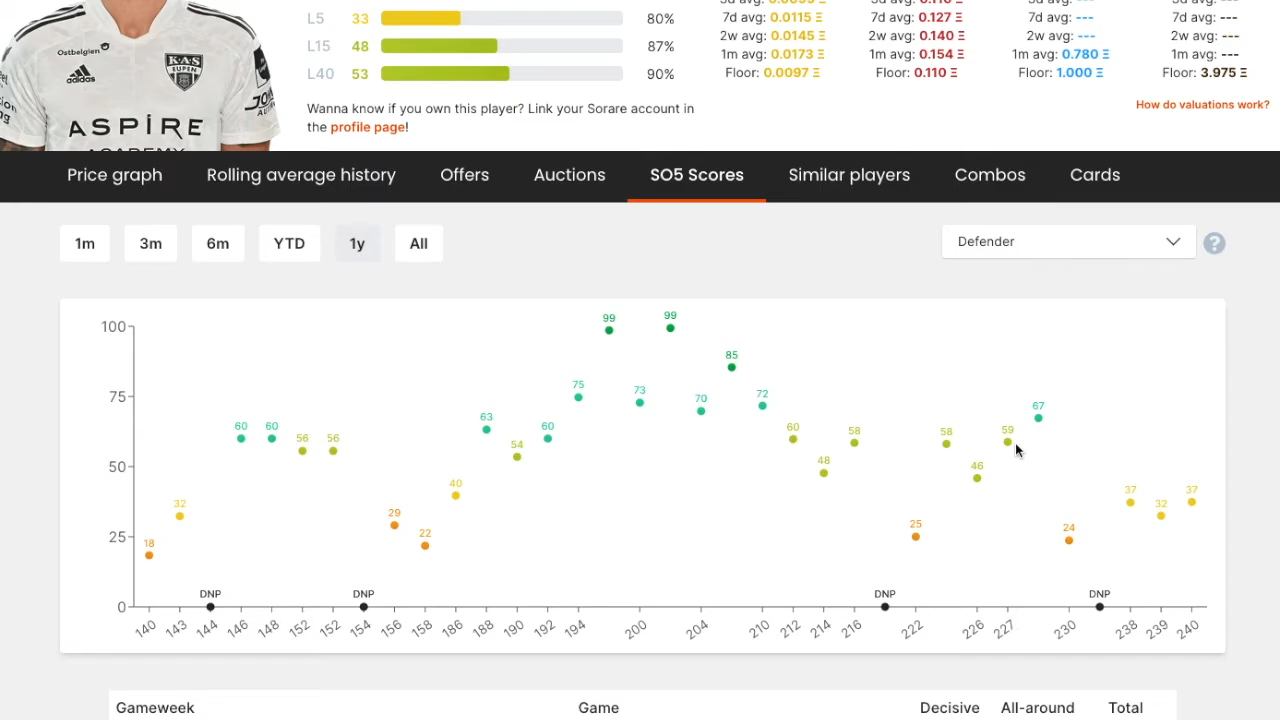 L5 33 80%
L15 48 87%
L40 53 90%
7d avg: 0.0115 Ξ
2w avg: 0.0145 Ξ
1m avg: 0.0173 Ξ
Floor: 0.0097 Ξ
7d avg: 0.127 Ξ
2w avg: 0.140 Ξ
1m avg: 0.154 Ξ
Floor: 0.110 Ξ
7d avg: ---
2w avg: ---
1m avg: 0.780 Ξ
Floor: 1.000 Ξ
7d avg: ---
2w avg: ---
1m avg: ---
Floor: 3.975 Ξ
Wanna know if you own this player? Link your Sorare account in
the profile page!
How do valuations work?
Ostbelgien
adidas
K·A·S
EUPEN
ASPIRE
ACADEMY
Price graph Rolling average history Offers Auctions SO5 Scores Similar players Combos Cards
1m 3m 6m YTD 1y All
Defender
?
100
75
50
25
0
18 32 DNP 60 60 56 56 DNP 29 22 40 63 54 60 75 99 73 99 70 85 72 60 48 58 DNP 25 58 46 59 67 24 DNP 37 32 37
140 143 144 146 148 152 152 154 156 158 186 188 190 192 194 200 204 210 212 214 216 222 226 227 230 238 239 240
Gameweek Game Decisive All-around Total